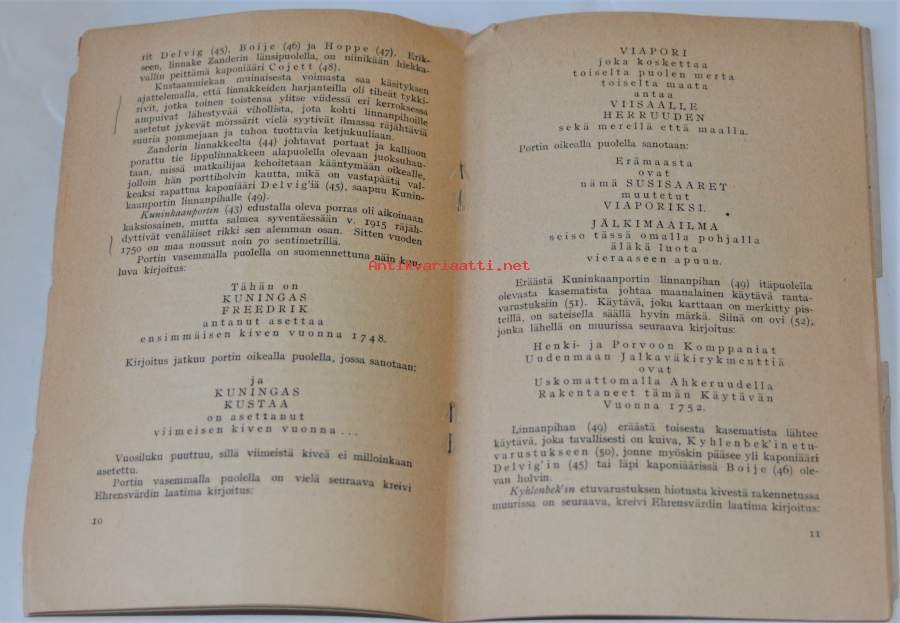 rit Delvig (45), Boije (46) ja Hoppe (47). Erik-
seen, linnake Zanderin länsipuolella, on niinikään hiekka-
vallin peittämä kaponiääri Cojett (48).
Kustaanmiekan muinaisesta voimasta saa käsityksen
ajattelemalla, että linnakkeiden harjanteilla oli tiheät tykki-
rivit, jotka toinen toistensa ylitse viidessä eri kerroksessa
ampuivat lähestyvää vihollista, jota kohti linnanpihoille
asetetut jykevät mörssärit vielä syytivät ilmassa räjähtäviä
suuria pommejaan ja tuhoa tuottavia ketjukuuliaan.
Zanderin linnakkeelta (44) johtavat portaat ja kallioon
porattu tie lippulinnakkeen alapuolella olevaan juoksuhau-
taan, missä matkailijaa kehoitetaan kääntymään oikealle,
jolloin hän porttiholvin kautta, mikä on vastapäätä val-
keaksi rapattua kaponiääri Delvig'iä (45), saapuu Kunin-
kaanportin linnanpihalle (49).
Kuninkaanportin (43) edustalla oleva porras oli aikoinaan
kaksiosainen, mutta salmea syventäessään v. 1915 räjäh-
dyttivät venäläiset rikki sen alemman osan. Sitten vuoden
1750 on maa noussut noin 70 sentimetrillä.
Portin vasemmalla puolella on suomennettuna näin kuu-
luva kirjoitus:
Tähän on
KUNINGAS
FREEDRIK
antanut asettaa
ensimmäisen kiven vuonna 1748.
Kirjoitus jatkuu portin oikealla puolella, jossa sanotaan:
ja
KUNINGAS
KUSTAA
on asettanut
viimeisen kiven vuonna...
Vuosiluku puuttuu, sillä viimeistä kiveä ei milloinkaan
asetettu.
Portin vasemmalla puolella on vielä seuraava kreivi
Ehrensvärdin laatima kirjoitus:
10
VIAPORI
joka koskettaa
toiselta puolen merta
toiselta maata
antaa
VIISAALLE
HERRUUDEN
sekä merellä että maalla.
Portin oikealla puolella sanotaan:
Erämaasta
ovat
nämä SUSISAARET
muutetut
VIAPORIKSI.
JÄLKIMAAILMA
seiso tässä omalla pohjalla
äläkä luota
vieraaseen apuun.
Antikvariaatti.net
Eräästä Kuninkaanportin linnanpihan (49) itäpuolella
olevasta kasematista johtaa maanalainen käytävä ranta-
varustuksiin (51). Käytävä, joka karttaan on merkitty pis-
teillä, on sateisella säällä hyvin märkä. Siinä on ovi (52),
jonka lähellä on muurissa seuraava kirjoitus:
Henki- ja Porvoon Komppaniat
Uudenmaan Jalkaväkirykmenttiä
ovat
Uskomattomalla Ahkeruudella
Rakentaneet tämän Käytävän
Vuonna 1752.
Linnanpihan (49) eräästä toisesta kasematista lähtee
käytävä, joka tavallisesti on kuiva, Kyhlenbek'in etu-
varustukseen (50), jonne myöskin pääsee yli kaponiääri
Delvig'in (45) tai läpi kaponiäärissä Boije (46) ole-
van holvin.
Kyhlenbek'in etuvarustuksen hiotusta kivestä rakennetussa
muurissa on seuraava, kreivi Ehrensvärdin laatima kirjoitus:
11